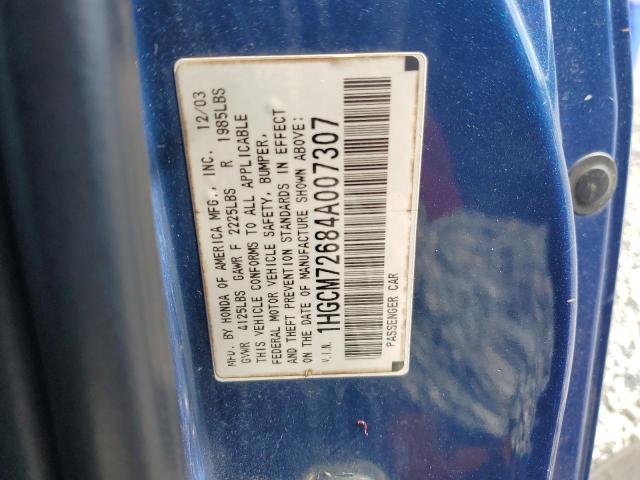 MFD. BY HONDA OF AMERICA MFG., INC. 12/03
GVWR 4125LBS GAWR F 2225LBS R 1985LBS
THIS VEHICLE CONFORMS TO ALL APPLICABLE
FEDERAL MOTOR VEHICLE SAFETY, BUMPER,
AND THEFT PREVENTION STANDARDS IN EFFECT
ON THE DATE OF MANUFACTURE SHOWN ABOVE:
V.I.N. 1HGCM72684A007307
PASSENGER CAR